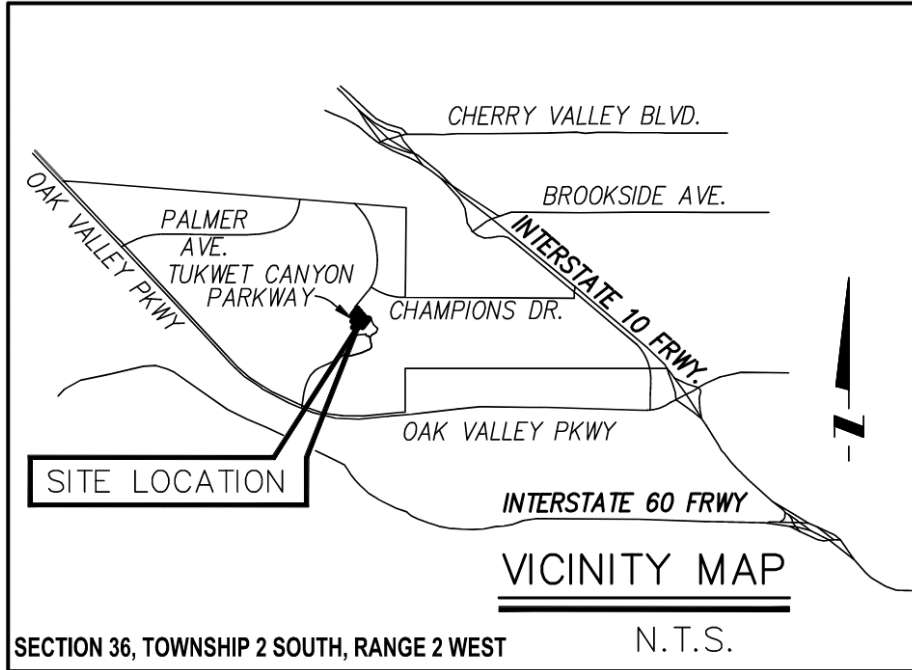 CHERRY VALLEY BLVD.
BROOKSIDE AVE.
OAK VALLEY PKWY
PALMER
AVE.
TUKWET CANYON
PARKWAY
CHAMPIONS DR.
INTERSTATE 10 FRWY.
OAK VALLEY PKWY
SITE LOCATION
INTERSTATE 60 FRWY
N
VICINITY MAP
N.T.S.
SECTION 36, TOWNSHIP 2 SOUTH, RANGE 2 WEST